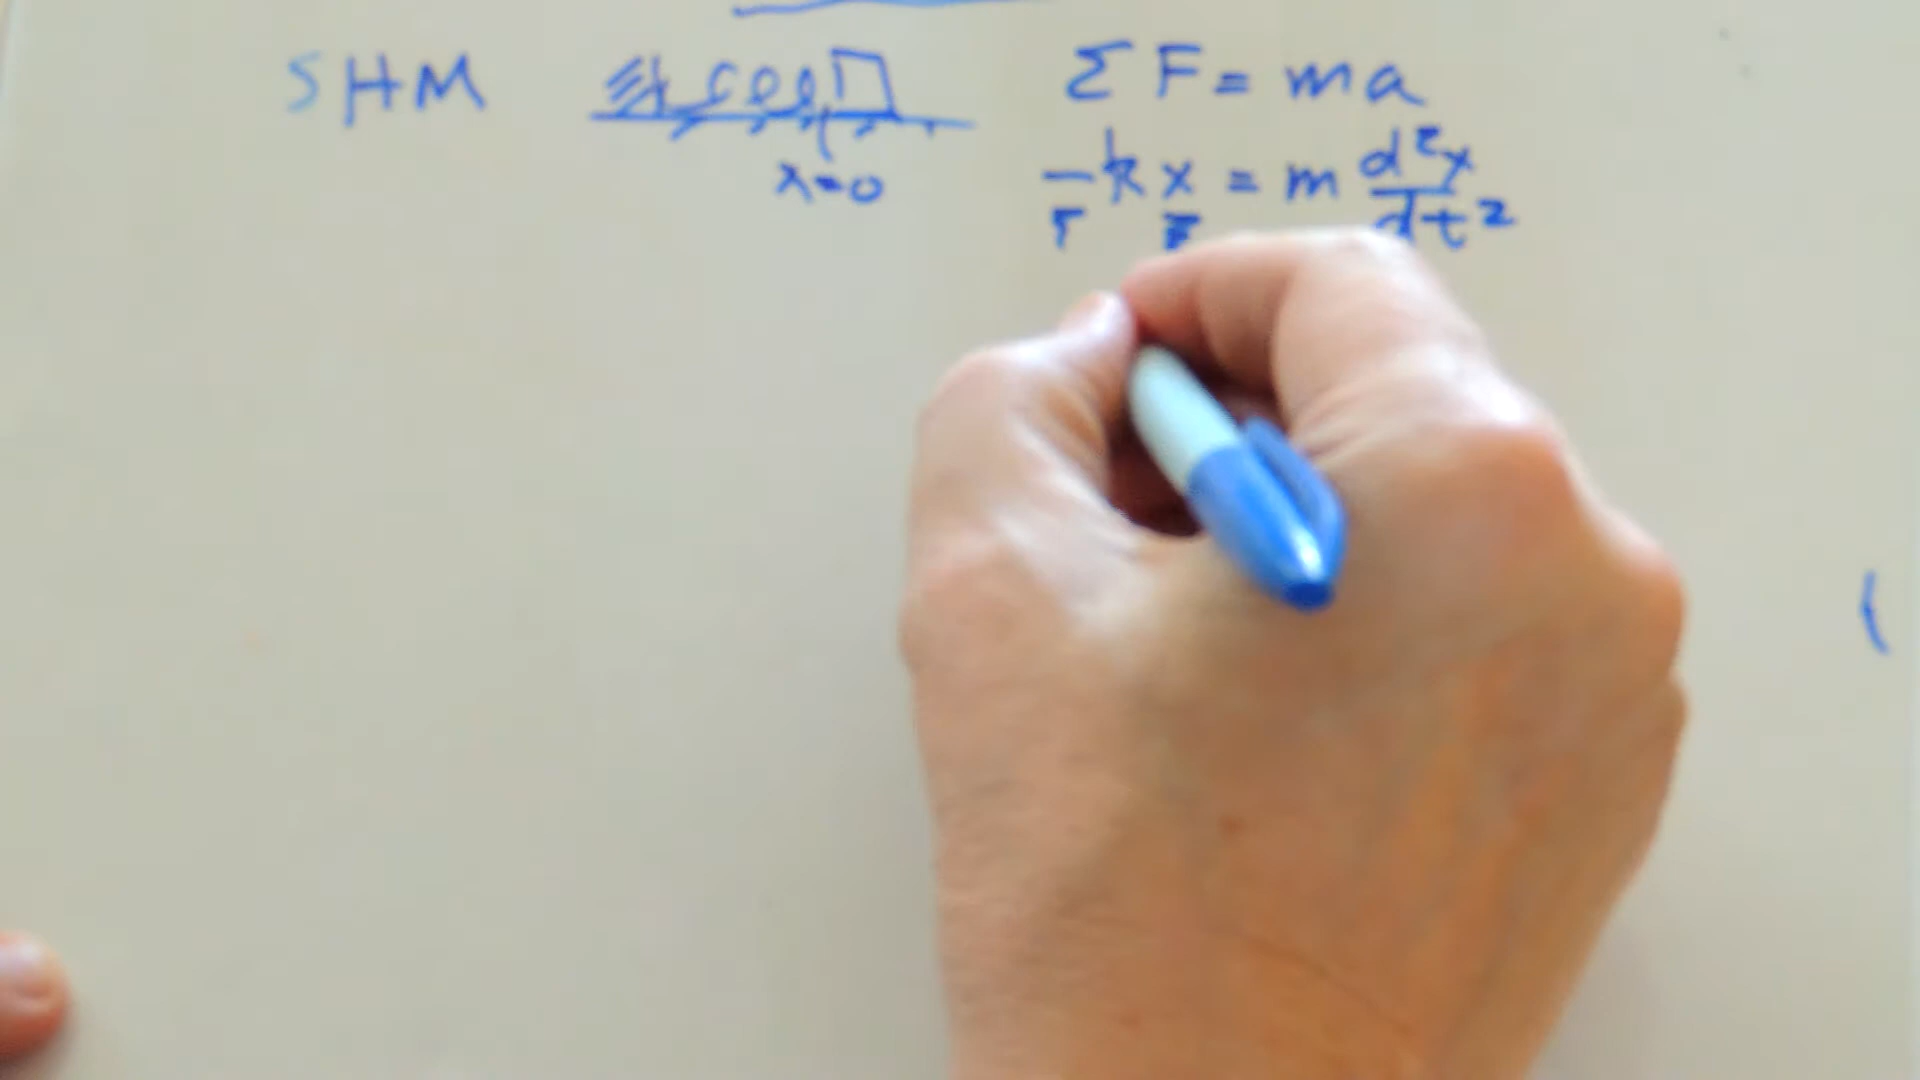 SHM
x=0
ΣF=ma
-kx=m d²x/dt²